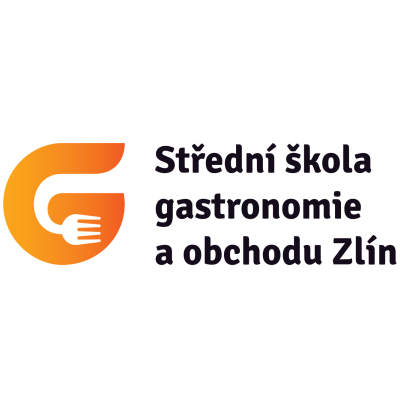 Střední škola
gastronomie
a obchodu Zlín